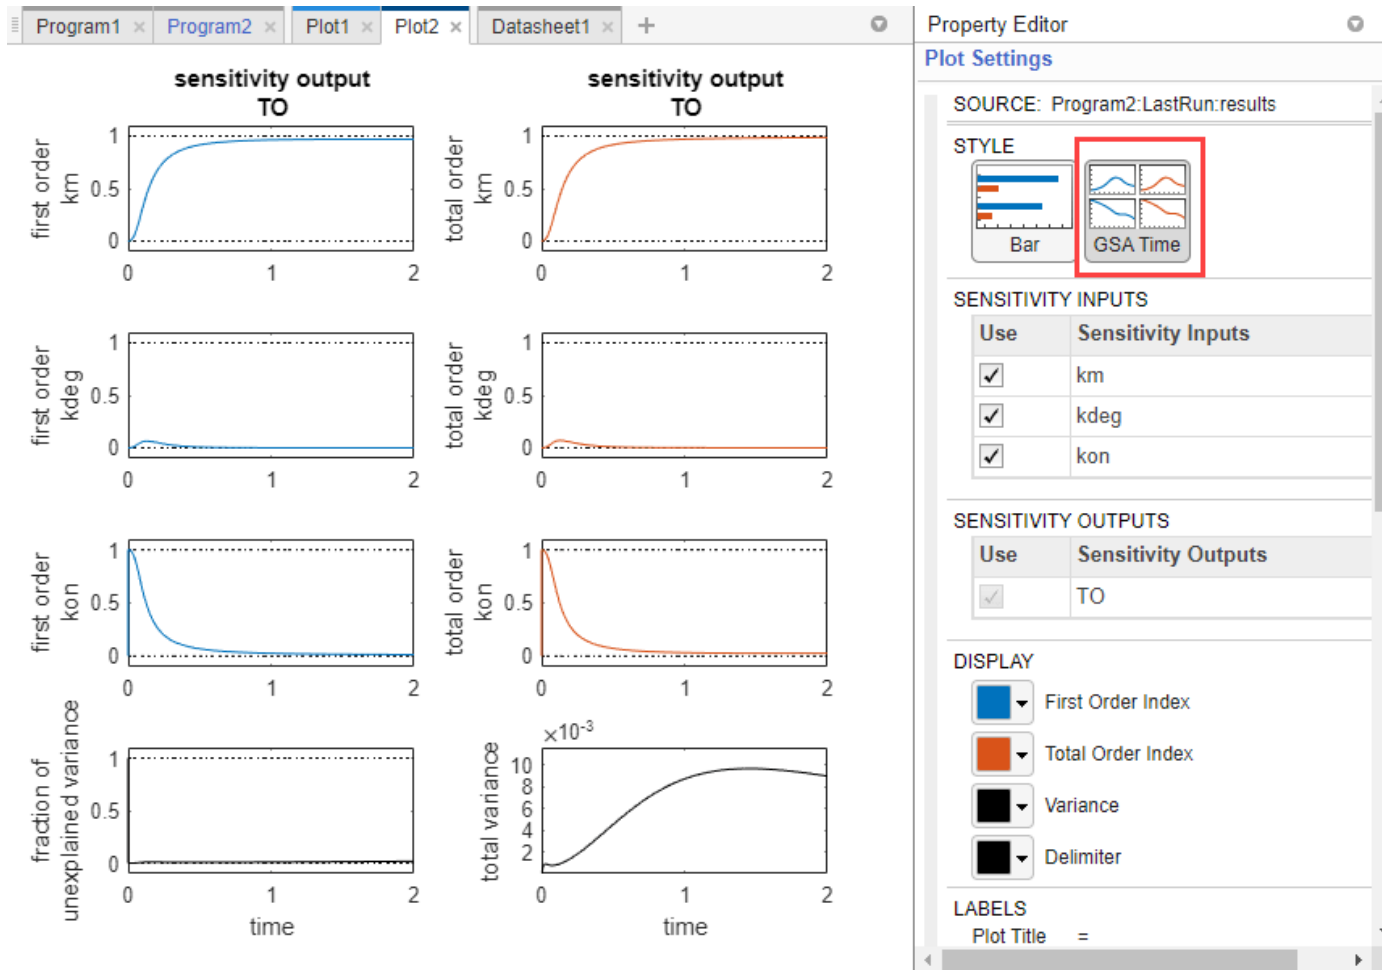 Program1 × Program2 × Plot1 × Plot2 × Datasheet1 × +
sensitivity output
TO
first order
km
1
0.5
0
0 1 2
sensitivity output
TO
total order
km
1
0.5
0
0 1 2
first order
kdeg
1
0.5
0
0 1 2
total order
kdeg
1
0.5
0
0 1 2
first order
kon
1
0.5
0
0 1 2
total order
kon
1
0.5
0
0 1 2
fraction of
unexplained variance
1
0.5
0
0 1 2
time
total variance
×10-3
10
8
6
4
2
0 1 2
time
Property Editor
Plot Settings
SOURCE: Program2:LastRun:results
STYLE
Bar GSA Time
SENSITIVITY INPUTS
Use Sensitivity Inputs
km
kdeg
kon
SENSITIVITY OUTPUTS
Use Sensitivity Outputs
TO
DISPLAY
First Order Index
Total Order Index
Variance
Delimiter
LABELS
Plot Title =